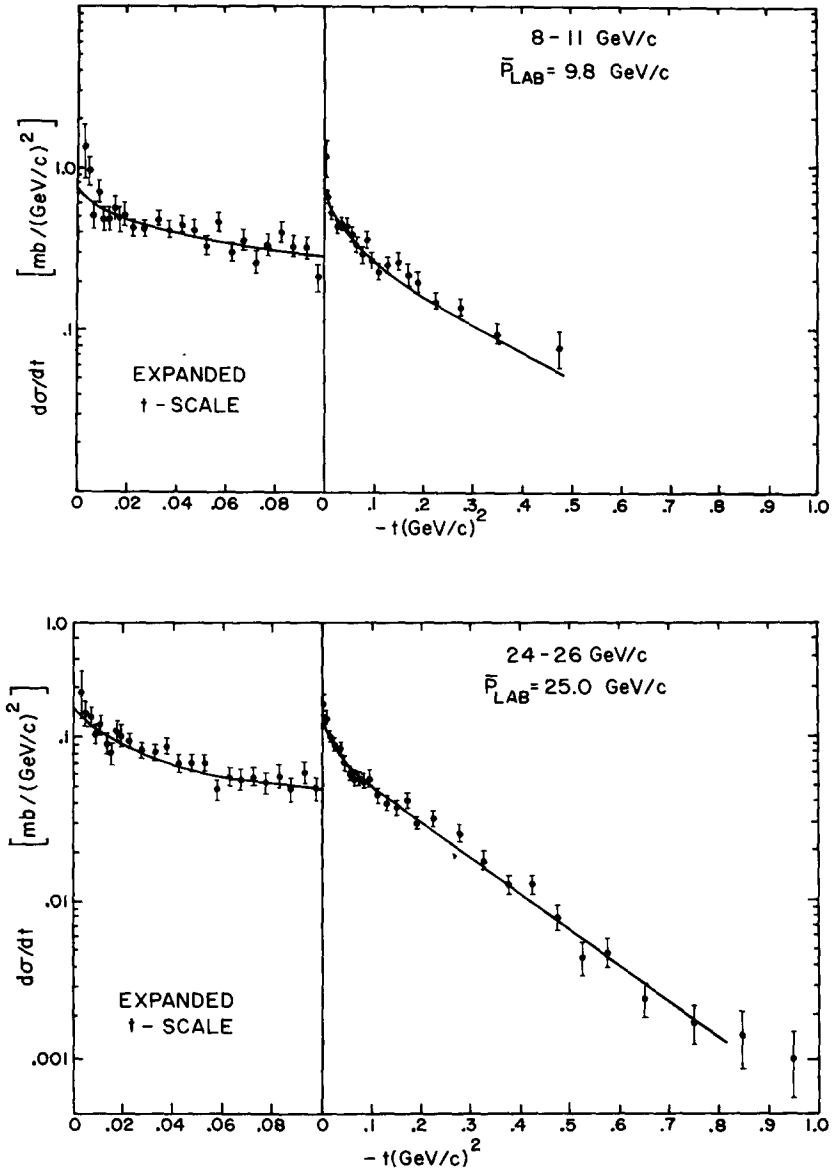 8-11 GeV/c
P̄LAB = 9.8 GeV/c
dσ/dt [mb/(GeV/c)²]
1.0
.1
EXPANDED
t-SCALE
0 .02 .04 .06 .08 0 .1 .2 .3 .4 .5 .6 .7 .8 .9 1.0
-t(GeV/c)²
24-26 GeV/c
P̄LAB = 25.0 GeV/c
dσ/dt [mb/(GeV/c)²]
1.0
.1
.01
.001
EXPANDED
t-SCALE
0 .02 .04 .06 .08 0 .1 .2 .3 .4 .5 .6 .7 .8 .9 1.0
-t(GeV/c)²